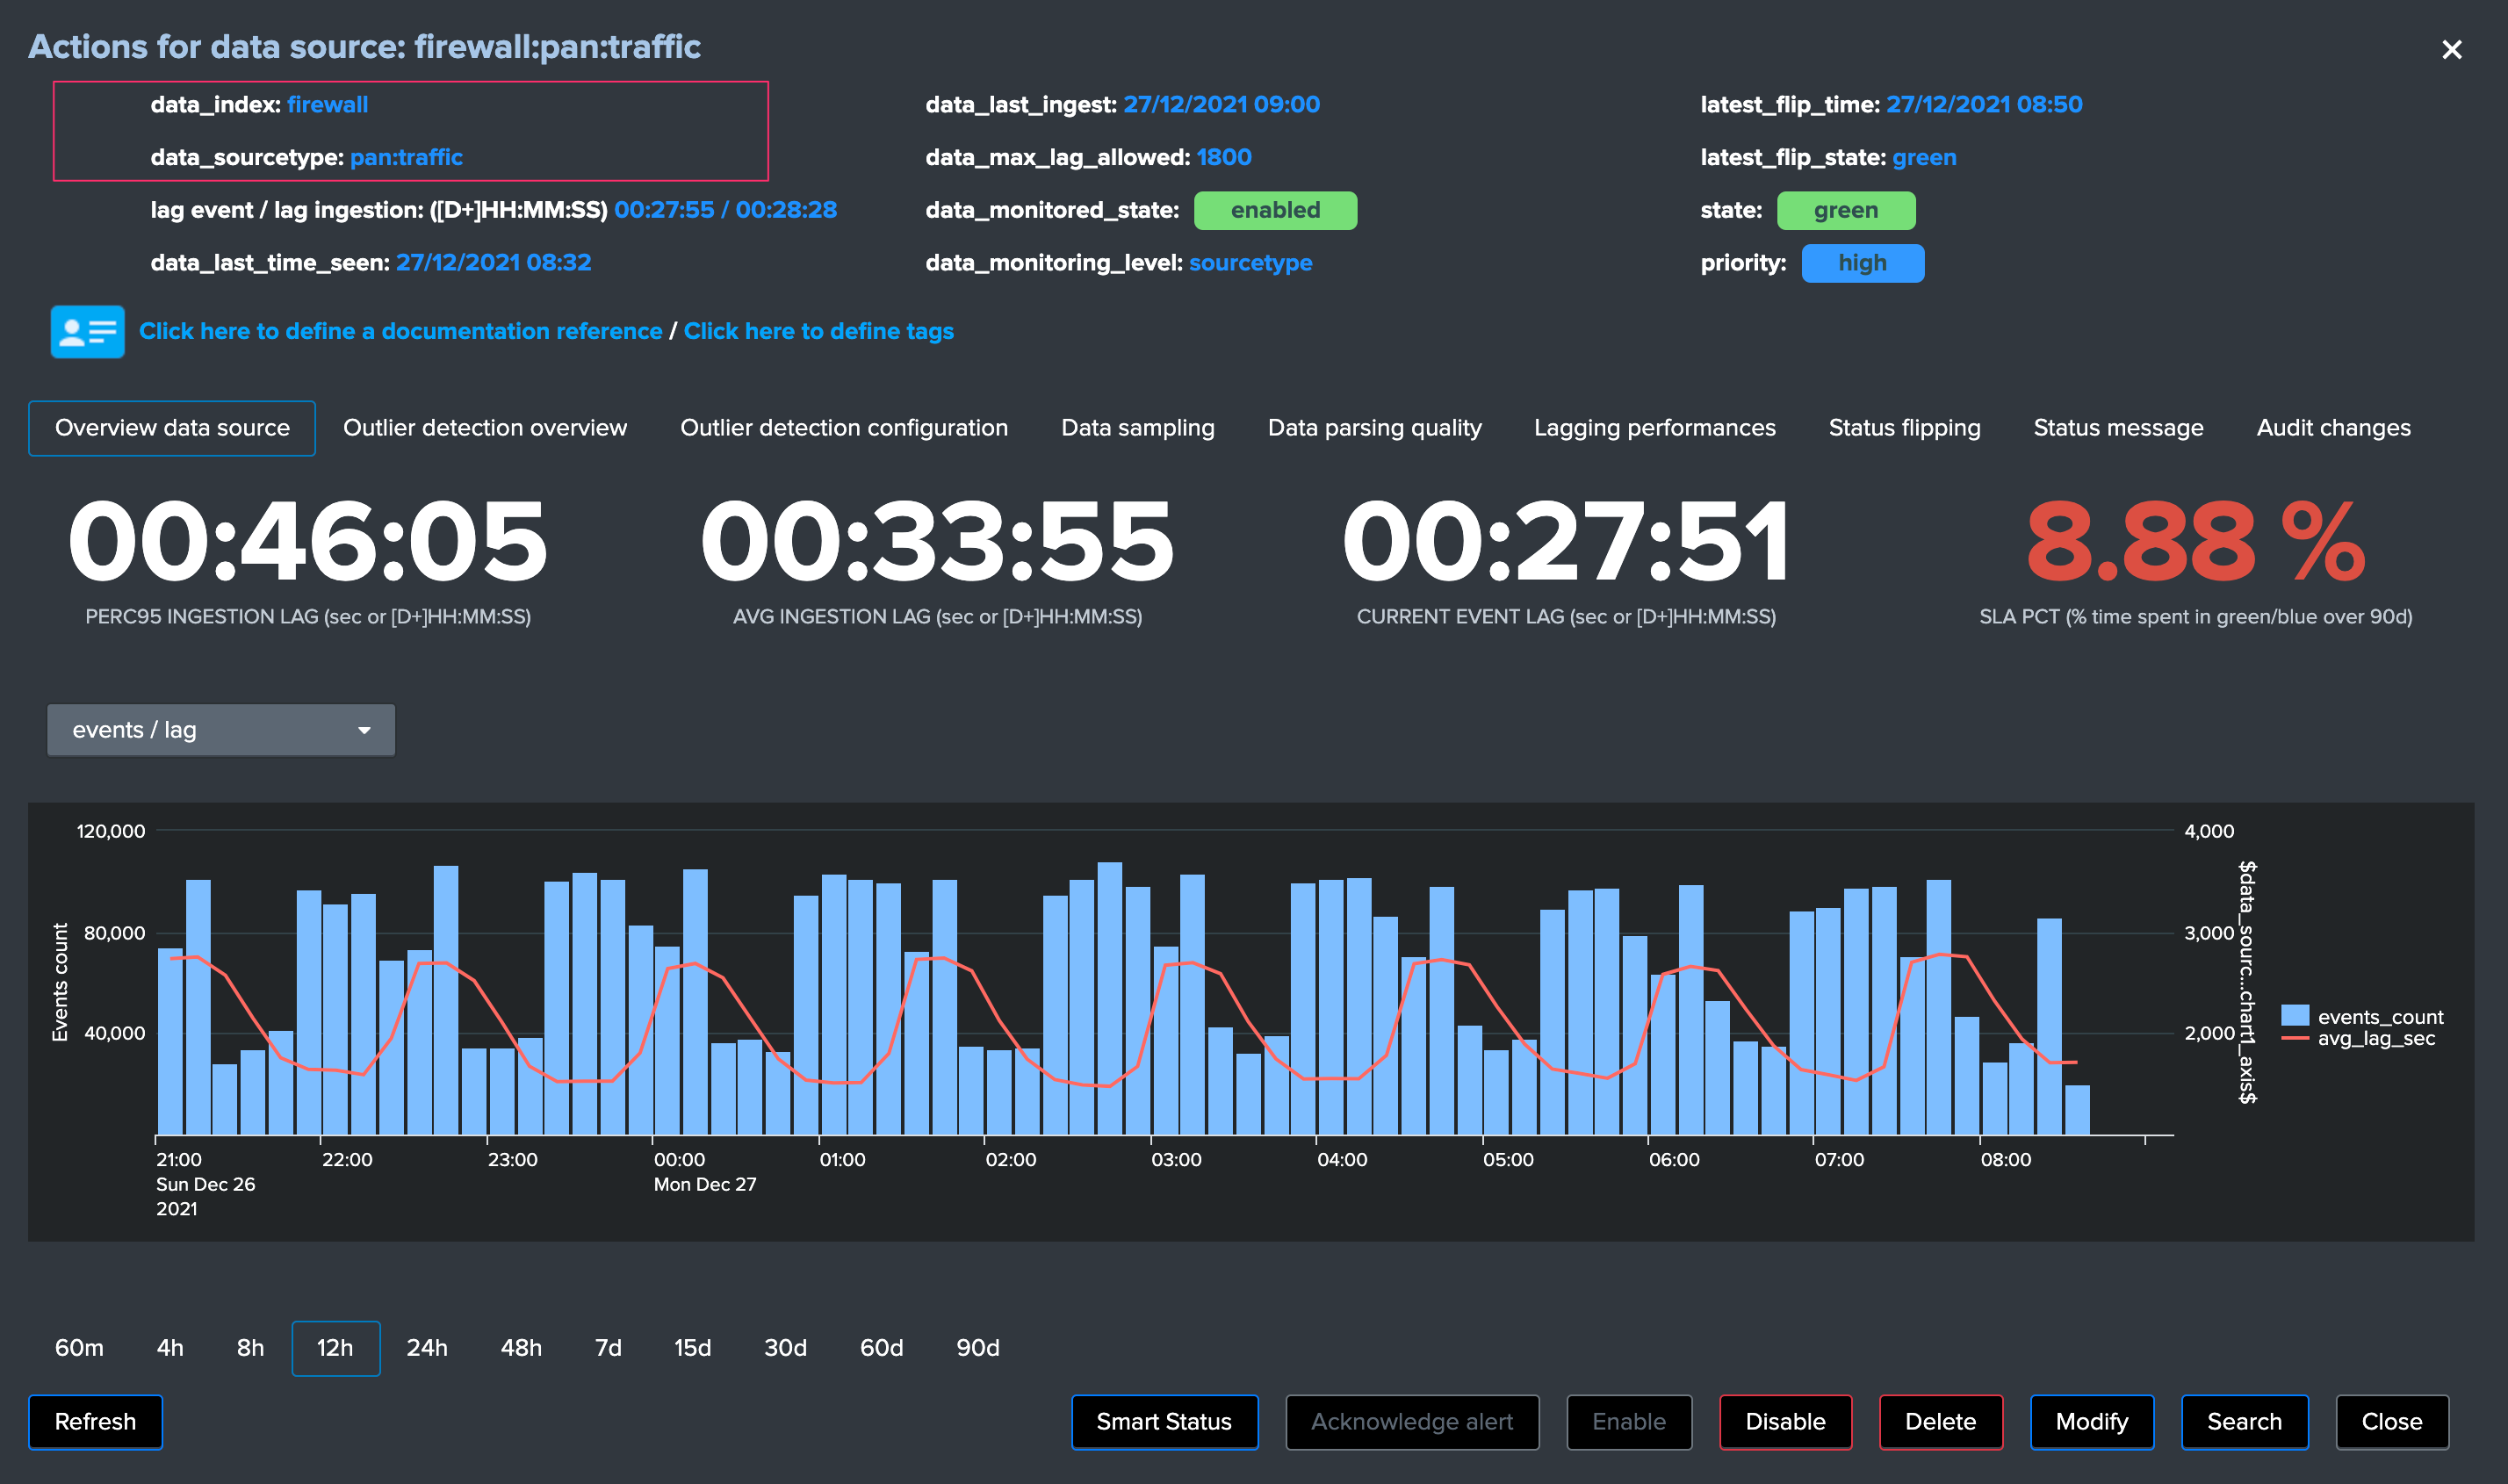 Actions for data source: firewall:pan:traffic
data_index: firewall
data_sourcetype: pan:traffic
lag event / lag ingestion: ([D+]HH:MM:SS) 00:27:55 / 00:28:28
data_last_time_seen: 27/12/2021 08:32
data_last_ingest: 27/12/2021 09:00
data_max_lag_allowed: 1800
data_monitored_state: enabled
data_monitoring_level: sourcetype
latest_flip_time: 27/12/2021 08:50
latest_flip_state: green
state: green
priority: high
Click here to define a documentation reference / Click here to define tags
Overview data source Outlier detection overview Outlier detection configuration Data sampling Data parsing quality Lagging performances Status flipping Status message Audit changes
00:46:05
PERC95 INGESTION LAG (sec or [D+]HH:MM:SS)
00:33:55
AVG INGESTION LAG (sec or [D+]HH:MM:SS)
00:27:51
CURRENT EVENT LAG (sec or [D+]HH:MM:SS)
8.88 %
SLA PCT (% time spent in green/blue over 90d)
events / lag
Events count
120,000
80,000
40,000
4,000
3,000
2,000
$data_sourc...chart1_axis$
events_count
avg_lag_sec
21:00 22:00 23:00 00:00 01:00 02:00 03:00 04:00 05:00 06:00 07:00 08:00
Sun Dec 26 Mon Dec 27
2021
60m 4h 8h 12h 24h 48h 7d 15d 30d 60d 90d
Refresh Smart Status Acknowledge alert Enable Disable Delete Modify Search Close